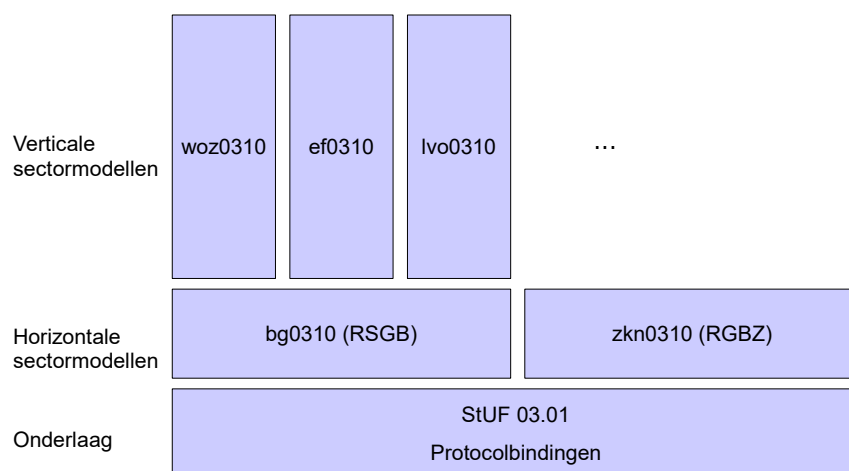 Verticale
sectormodellen
woz0310
ef0310
lvo0310
...
Horizontale
sectormodellen
bg0310 (RSGB)
zkn0310 (RGBZ)
Onderlaag
StUF 03.01
Protocolbindingen